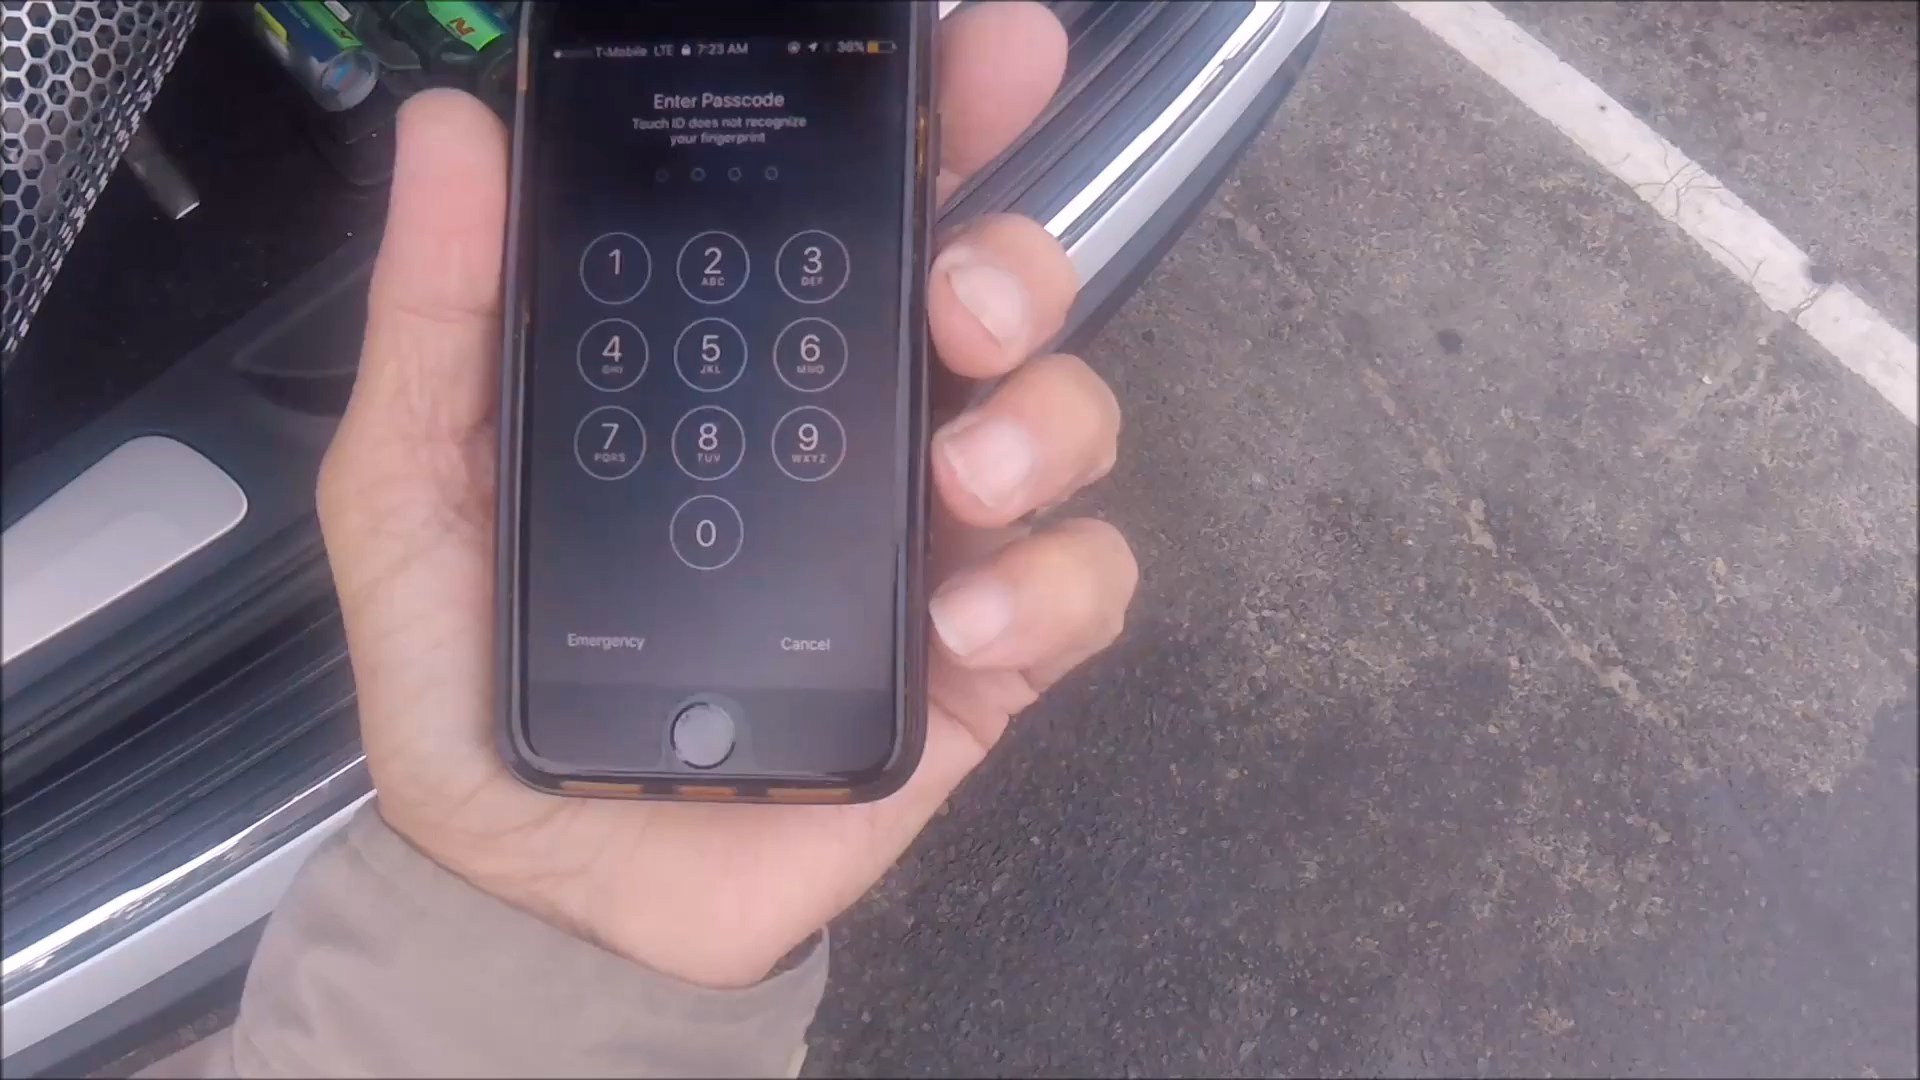 T-Mobile LTE 7:23 AM 36%
Enter Passcode
Touch ID does not recognize
your fingerprint
1 2 3
ABC DEF
4 5 6
GHI JKL MNO
7 8 9
PQRS TUV WXYZ
0
Emergency Cancel
N